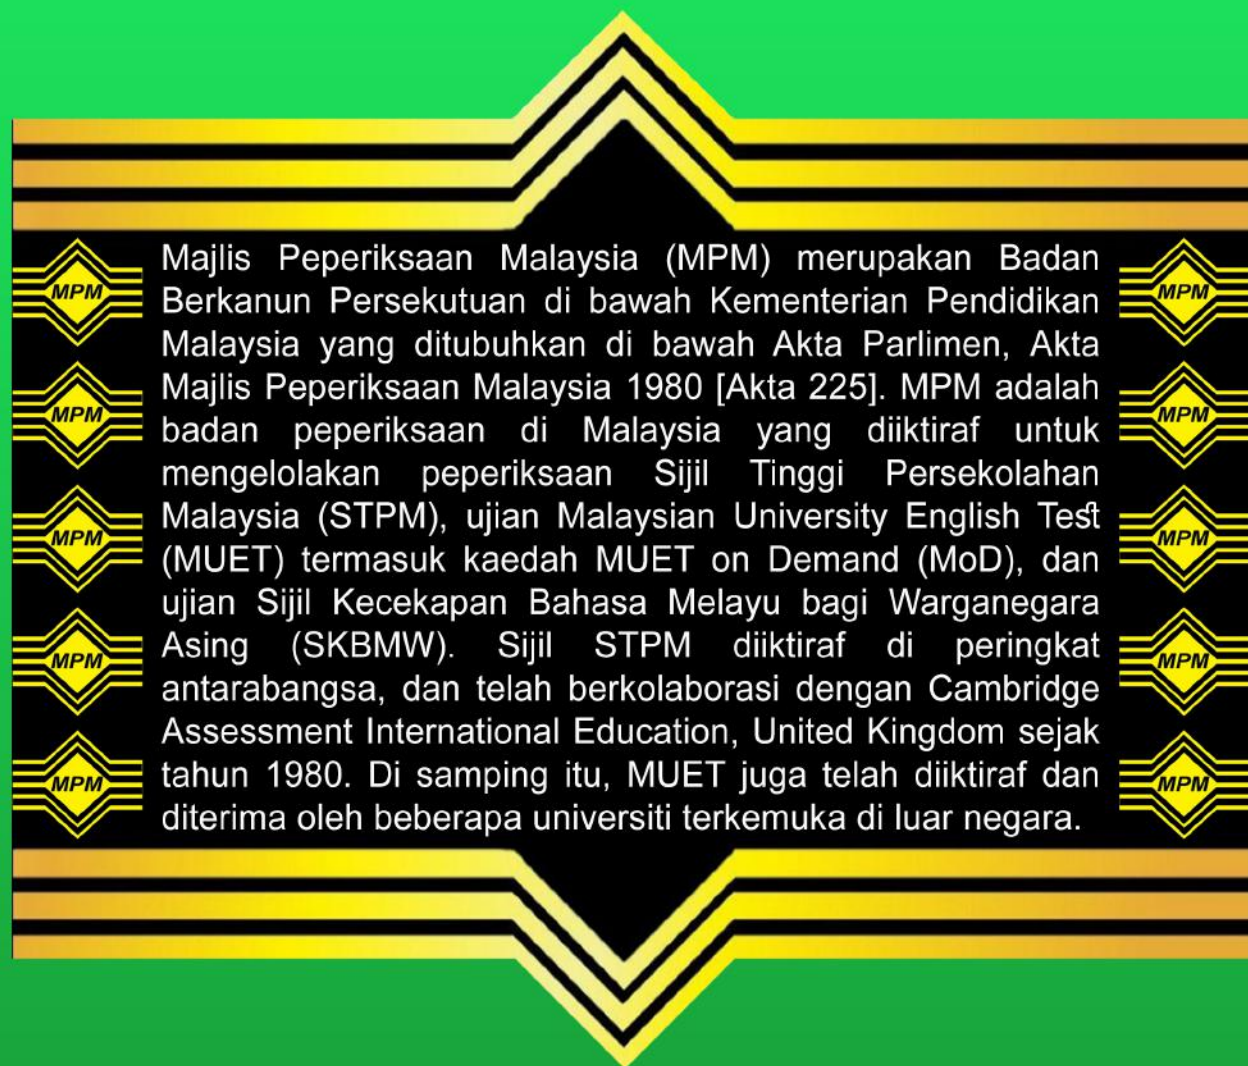 Majlis Peperiksaan Malaysia (MPM) merupakan Badan
Berkanun Persekutuan di bawah Kementerian Pendidikan
Malaysia yang ditubuhkan di bawah Akta Parlimen, Akta
Majlis Peperiksaan Malaysia 1980 [Akta 225]. MPM adalah
badan peperiksaan di Malaysia yang diiktiraf untuk
mengelolakan peperiksaan Sijil Tinggi Persekolahan
Malaysia (STPM), ujian Malaysian University English Test
(MUET) termasuk kaedah MUET on Demand (MoD), dan
ujian Sijil Kecekapan Bahasa Melayu bagi Warganegara
Asing (SKBMW). Sijil STPM diiktiraf di peringkat
antarabangsa, dan telah berkolaborasi dengan Cambridge
Assessment International Education, United Kingdom sejak
tahun 1980. Di samping itu, MUET juga telah diiktiraf dan
diterima oleh beberapa universiti terkemuka di luar negara.
MPM
MPM
MPM
MPM
MPM
MPM
MPM
MPM
MPM
MPM